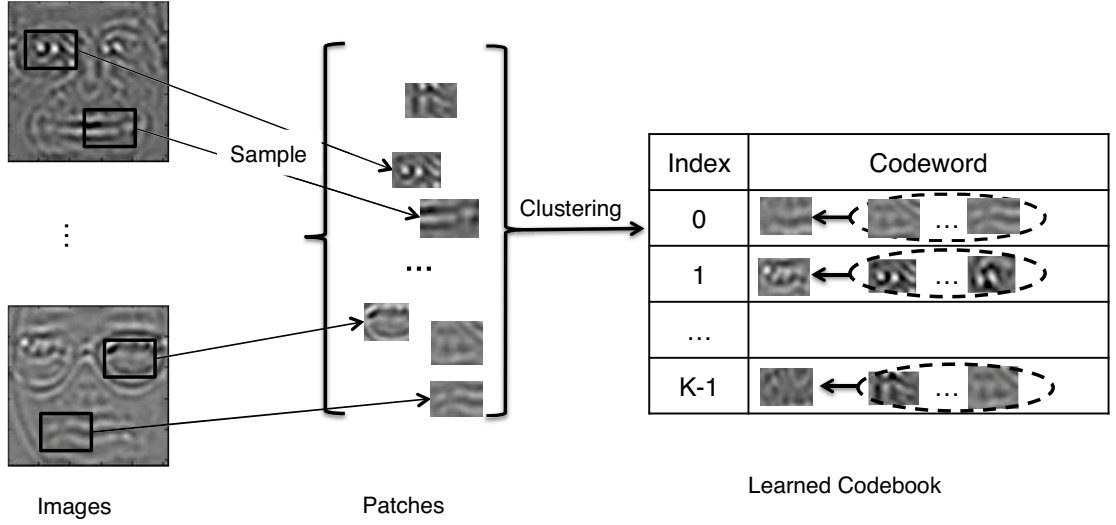 Sample
⋮
...
Clustering
Index Codeword
0 ...
1 ...
...
K-1 ...
Images
Patches
Learned Codebook